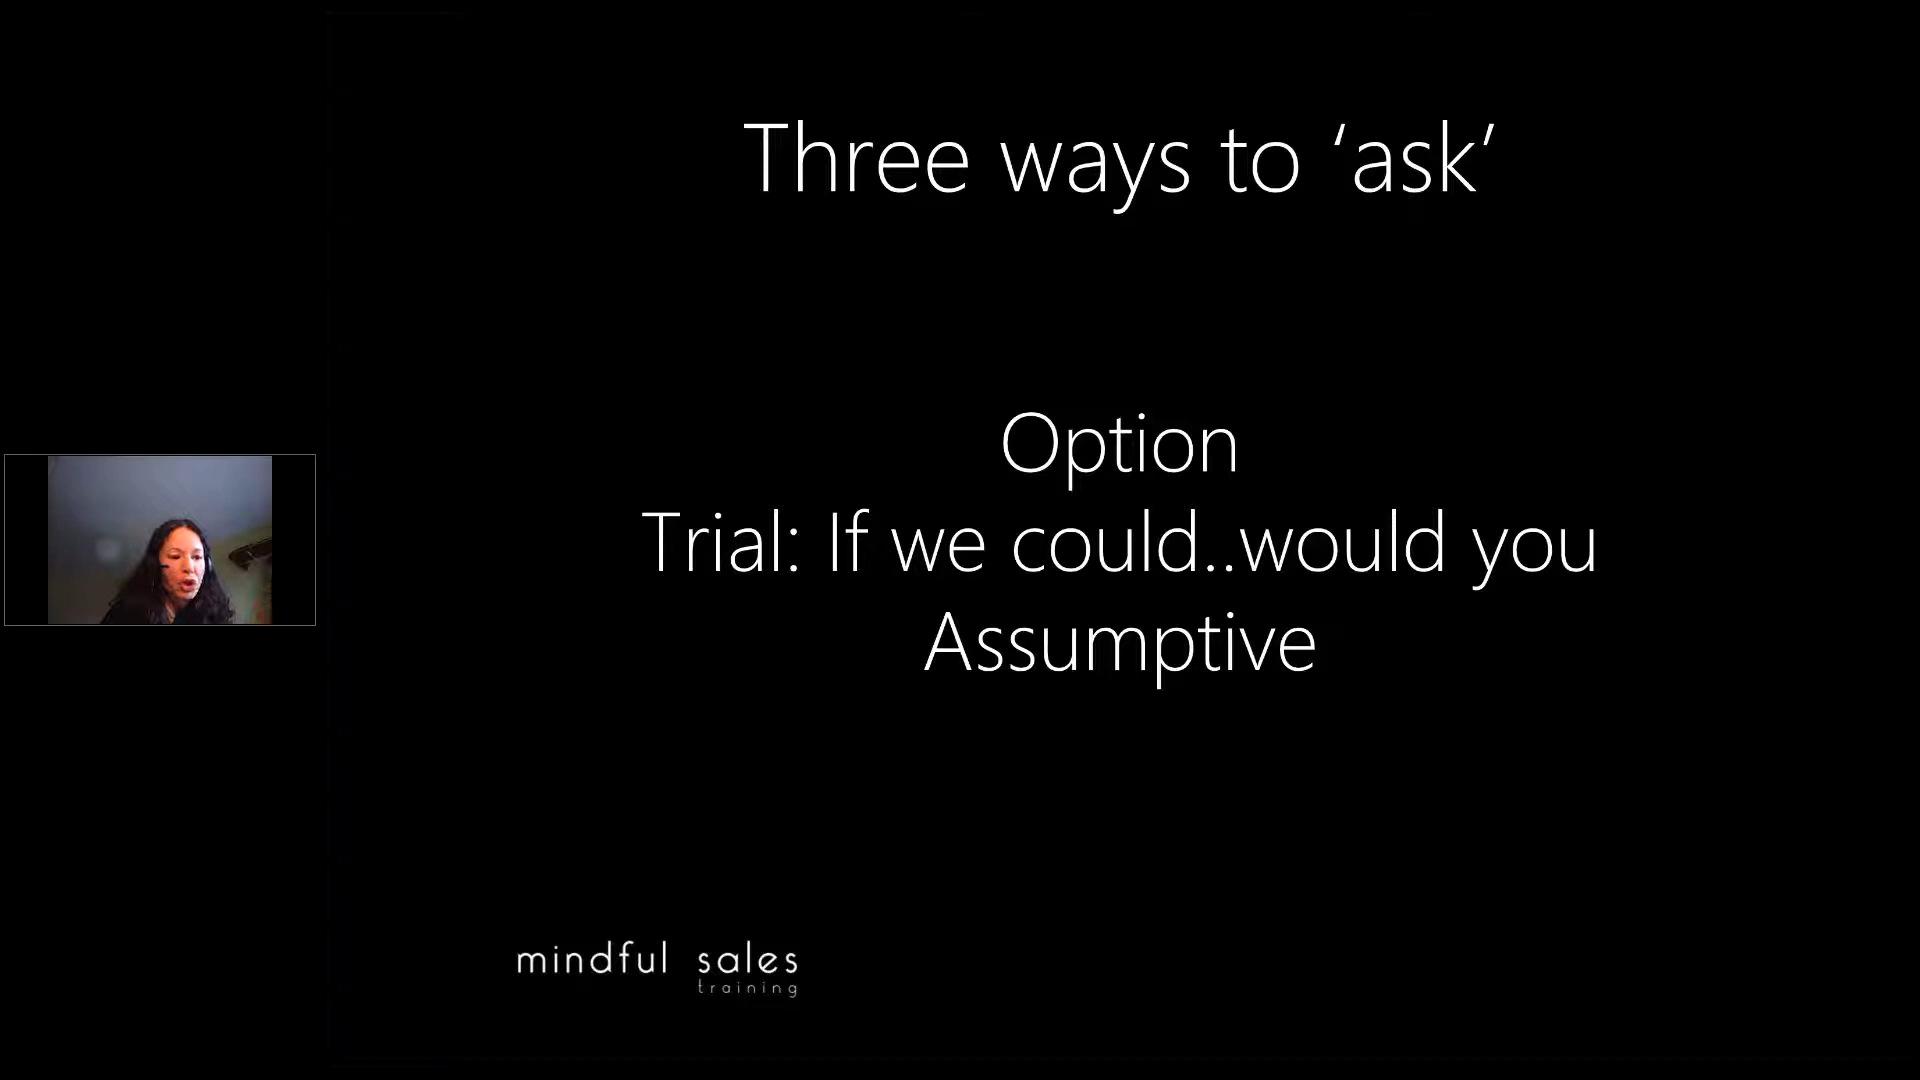 Three ways to ‘ask’
Option
Trial: If we could..would you
Assumptive
mindful sales
training